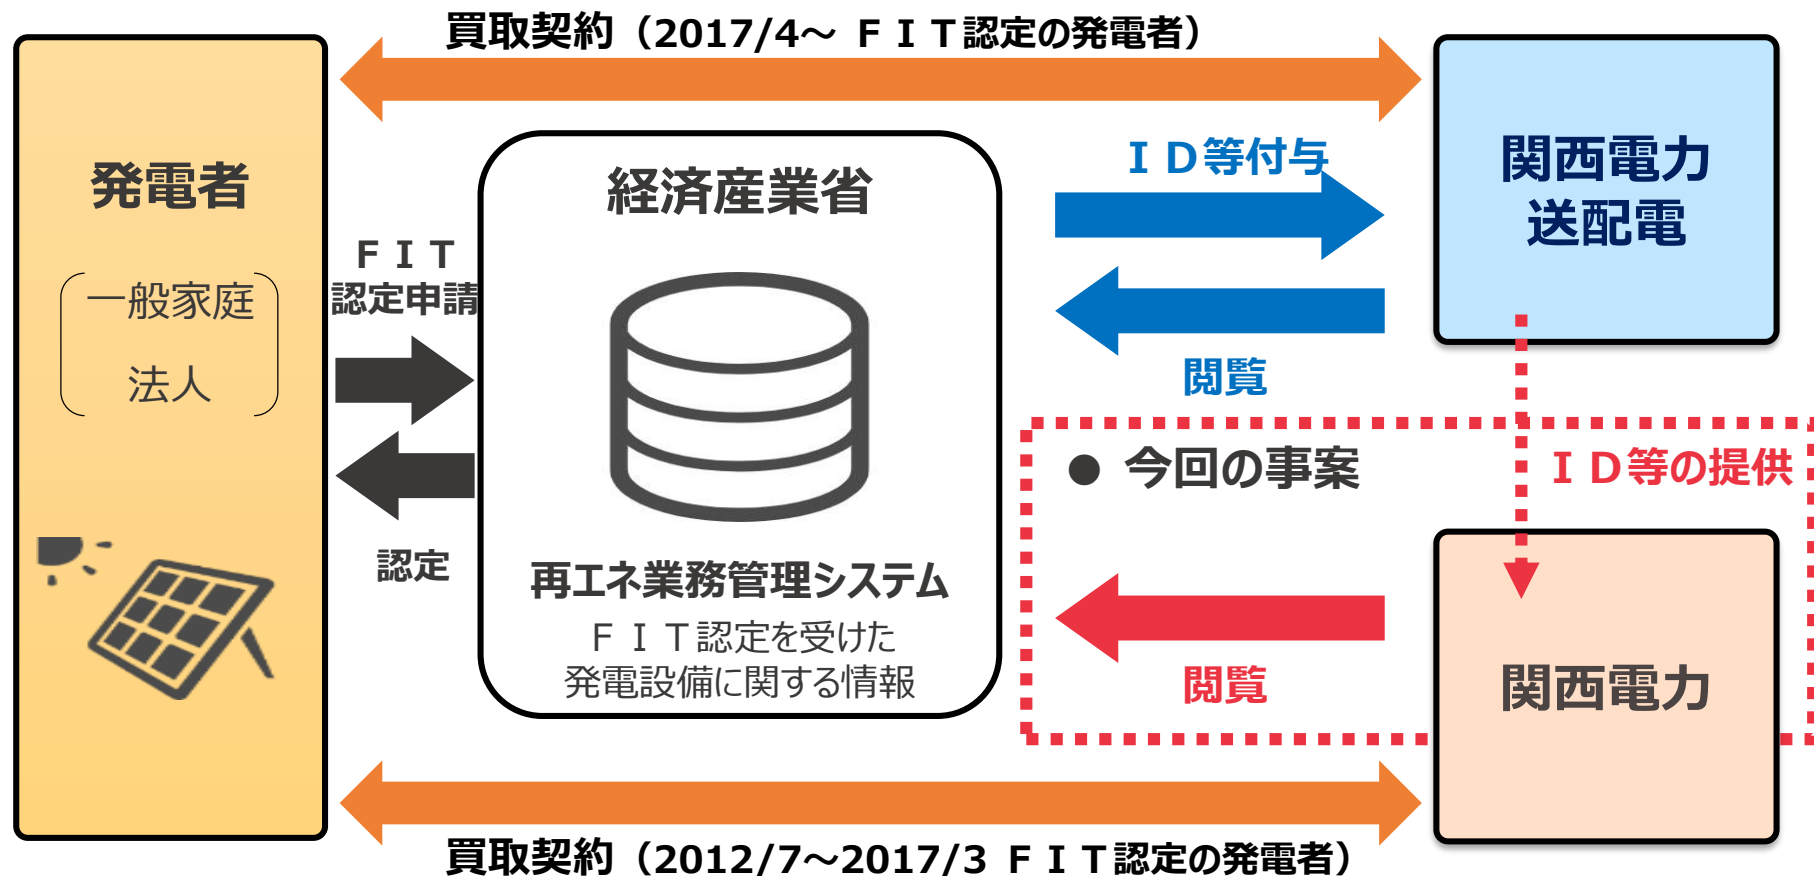 買取契約（2017/4～ ＦＩＴ認定の発電者）
発電者
一般家庭
法人
ＦＩＴ
認定申請
認定
経済産業省
再エネ業務管理システム
ＦＩＴ認定を受けた
発電設備に関する情報
ＩＤ等付与
閲覧
関西電力
送配電
● 今回の事案
ＩＤ等の提供
閲覧
関西電力
買取契約（2012/7～2017/3 ＦＩＴ認定の発電者）